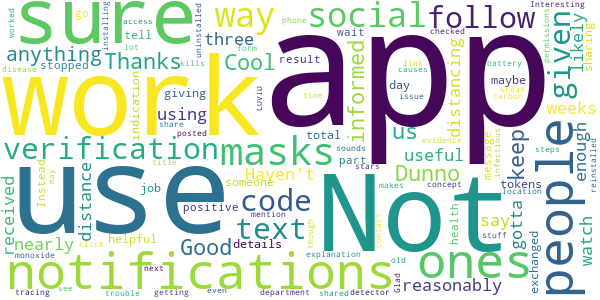 go access lot
worked phone
installing
sure
way
social
follow
given
likely
sharing
Interesting
permissions
uninstalled
form
checked
link
battery
causes
issue
disease
kills
time
Great
carbon
share
posted
COVID
anything
tell
stopped
Thanks
Cool
three
wait
result
giving
day
maybe
using
Informed
distancing
weeks
work
app
indication
verification
masks
us
part
sounds
total
stars
evidence
message
infectious
people
enough
reinstalled
Instead
title
may
Haven't
useful
Dunno
keep
received
distance
job
someone
makes
concept
tokens
steps
location
use
positive
code
mention
health
say
stuff
gotta
exchanged
watch
nearly
helpful
Good
text
details
though
explanation
contact
old
Not
ones
reasonably
notifications
monoxide
click
next
even
department
shared
detector
Glad
tracing
see
trouble
getting